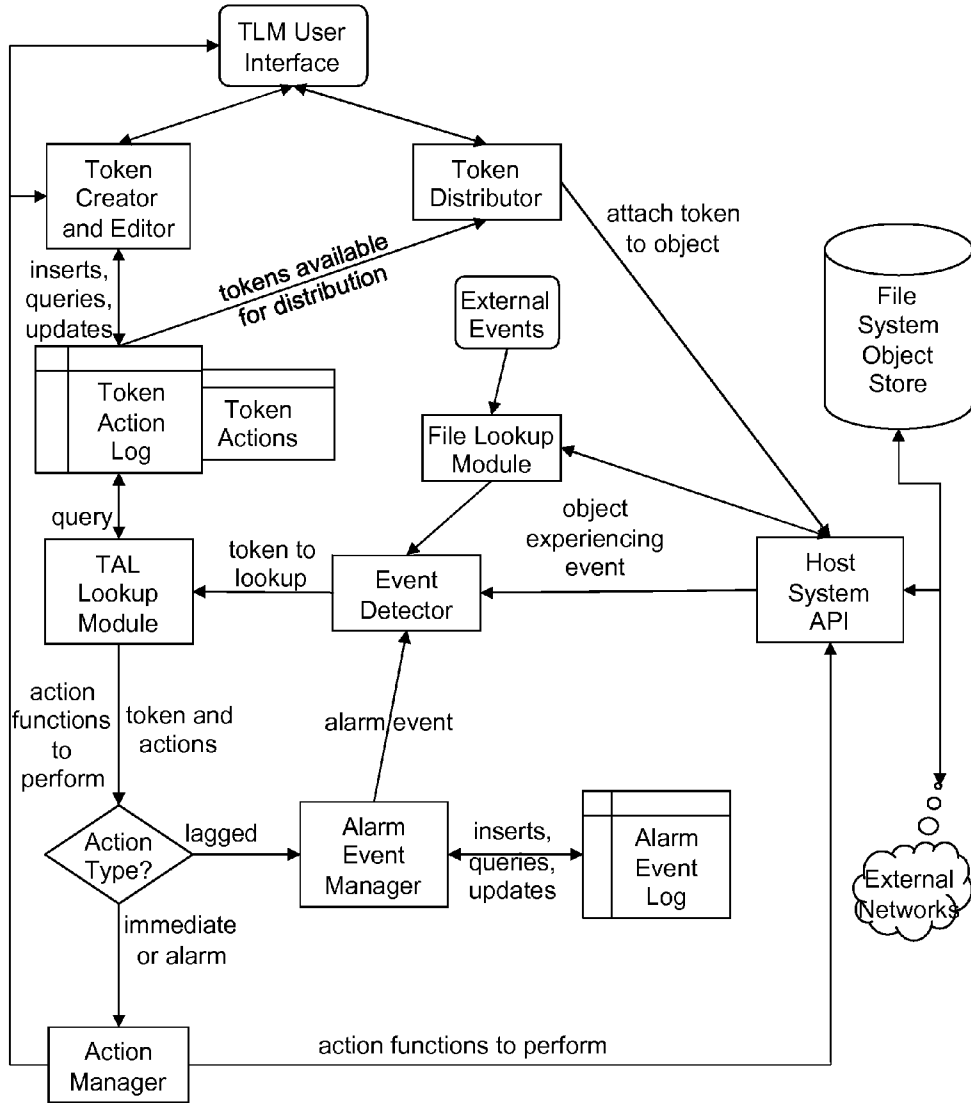 TLM User
Interface
Token
Creator
and Editor
Token
Distributor
attach token
to object
inserts,
queries,
updates
tokens available
for distribution
External
Events
File
System
Object
Store
Token
Action
Log
Token
Actions
File Lookup
Module
query
object
experiencing
event
TAL
Lookup
Module
token to
lookup
Event
Detector
Host
System
API
action
functions
to
perform
token and
actions
alarm event
Action
Type?
lagged
Alarm
Event
Manager
inserts,
queries,
updates
Alarm
Event
Log
External
Networks
immediate
or alarm
Action
Manager
action functions to perform